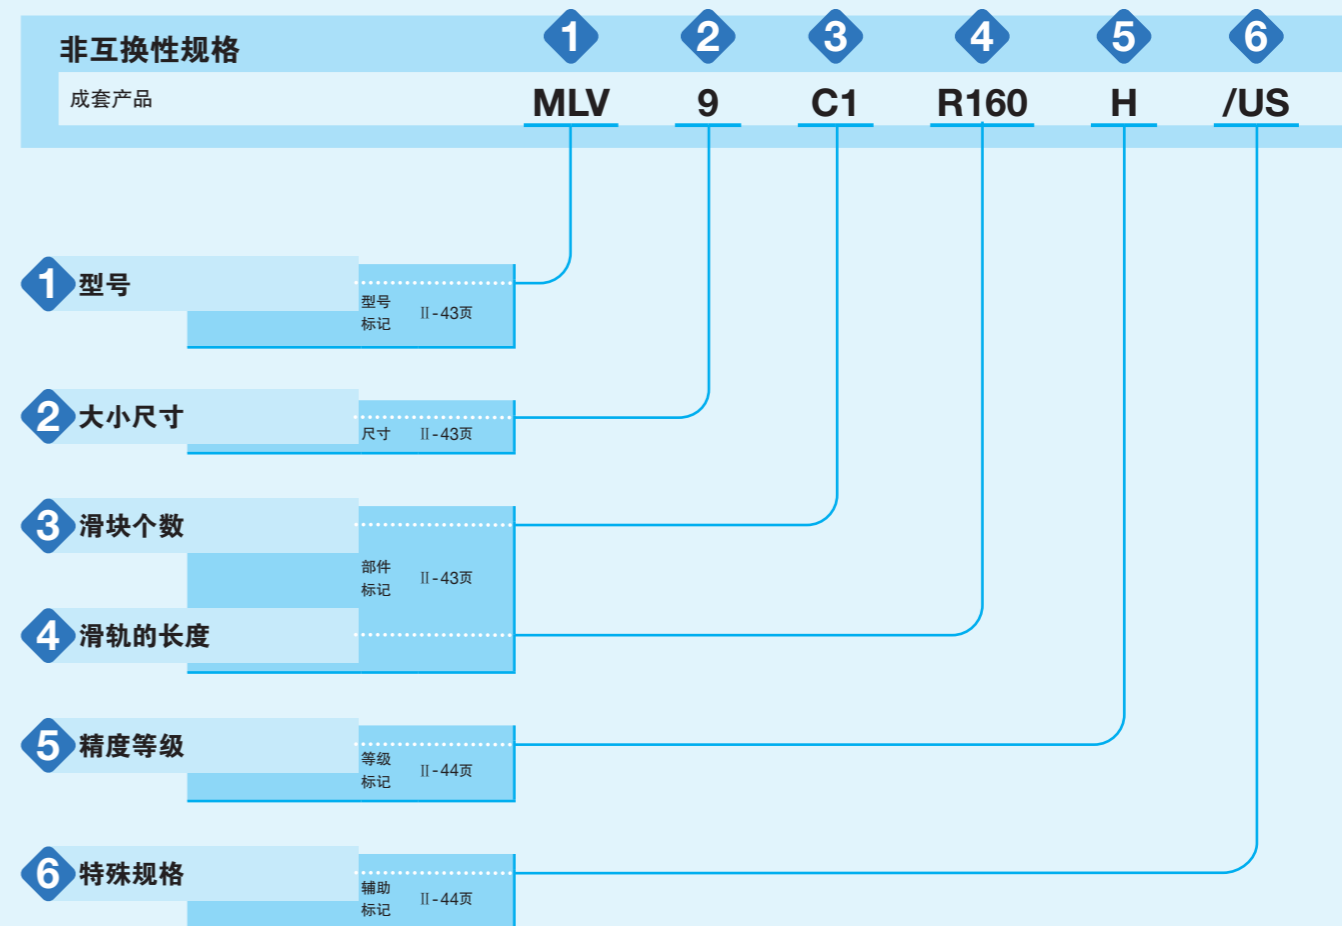 1 2 3 4 5 6
非互换性规格
成套产品 MLV 9 C1 R160 H /US
1 型号
型号
标记 Ⅱ-43页
2 大小尺寸
尺寸 Ⅱ-43页
3 滑块个数
部件
标记 Ⅱ-43页
4 滑轨的长度
5 精度等级
等级
标记 Ⅱ-44页
6 特殊规格
辅助
标记 Ⅱ-44页